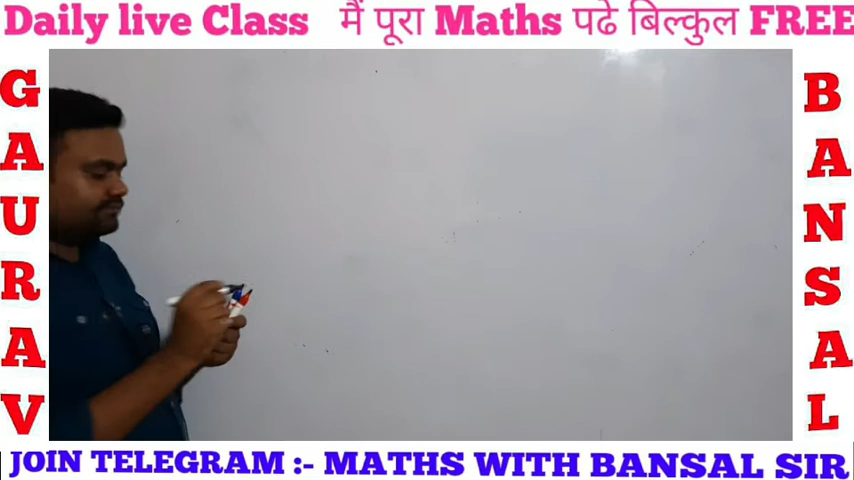 Daily live Class मैं पूरा Maths पढे बिल्कुल FREE
GAURAV
BANSAL
JOIN TELEGRAM :- MATHS WITH BANSAL SIR